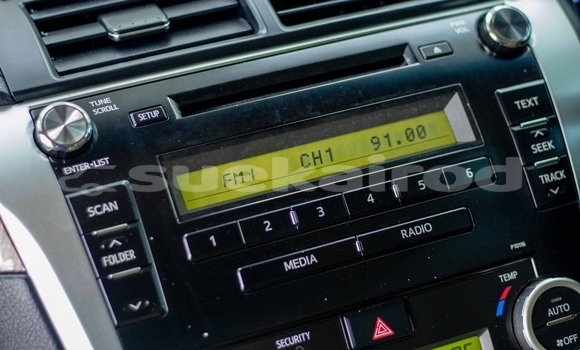 PWR
VOL
TUNE
SCROLL
SETUP
ENTER•LIST
FM1 CH1 91.00
TEXT
SEEK
TRACK
SCAN
FOLDER
1 2 3 4 5 6
MEDIA RADIO
suekairod
TEMP
AUTO
OFF
SECURITY